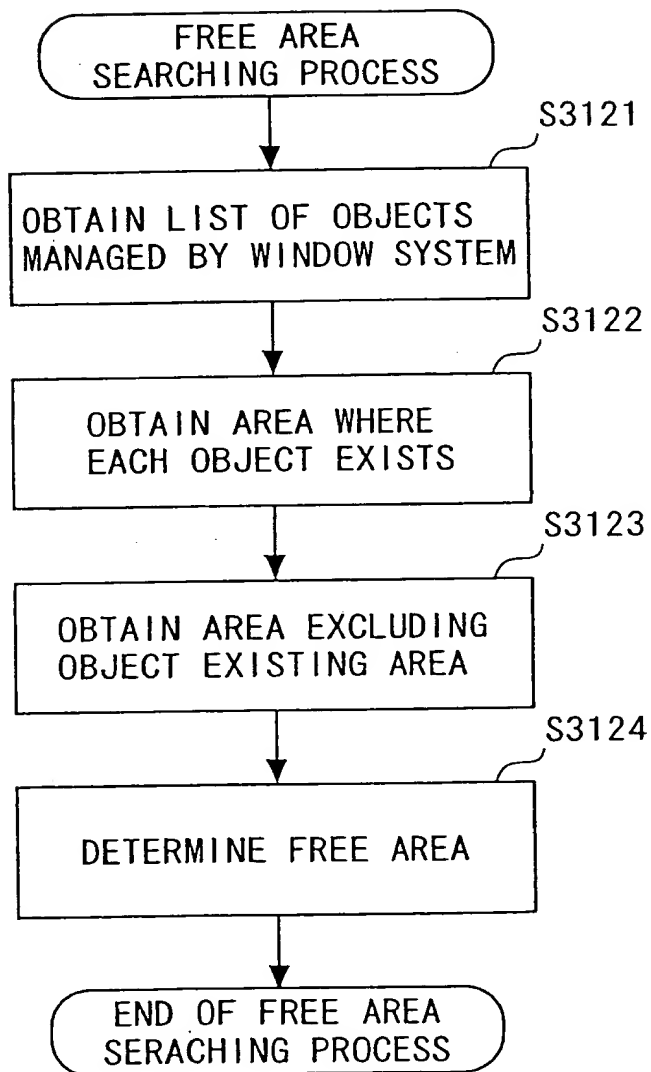 FREE AREA
SEARCHING PROCESS
S3121
OBTAIN LIST OF OBJECTS
MANAGED BY WINDOW SYSTEM
S3122
OBTAIN AREA WHERE
EACH OBJECT EXISTS
S3123
OBTAIN AREA EXCLUDING
OBJECT EXISTING AREA
S3124
DETERMINE FREE AREA
END OF FREE AREA
SERACHING PROCESS